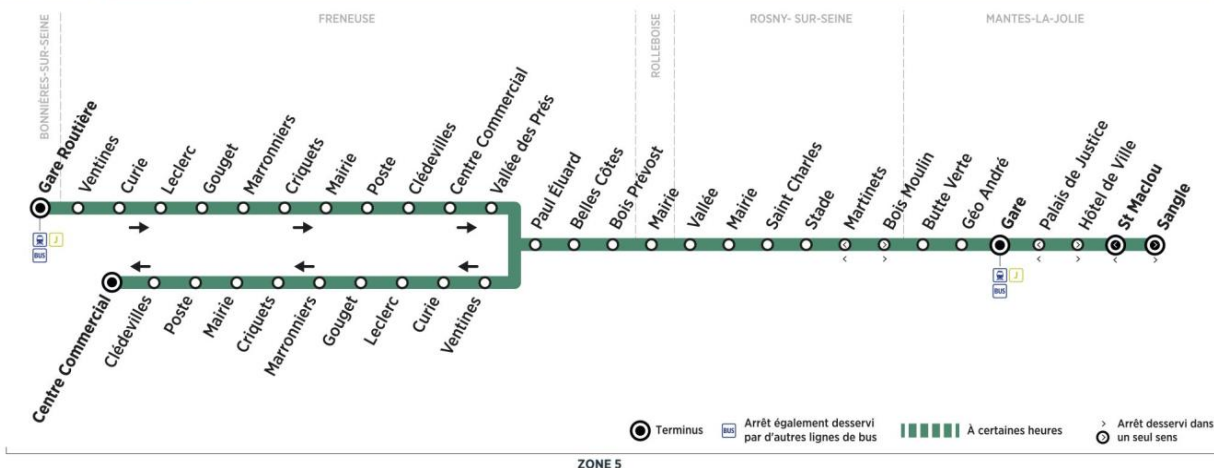 BONNIÈRES-SUR-SEINE
FRENEUSE
ROLLEBOISE
ROSNY- SUR-SEINE
MANTES-LA-JOLIE
Gare Routière
Ventines
Curie
Leclerc
Gouget
Marronniers
Criquets
Mairie
Poste
Clédevilles
Centre Commercial
Vallée des Prés
Paul Éluard
Belles Côtes
Bois Prévost
Mairie
Vallée
Mairie
Saint Charles
Stade
Martinets
Bois Moulin
Butte Verte
Géo André
Gare
Palais de Justice
Hôtel de Ville
St Maclou
Sangle
J
BUS
J
BUS
Centre Commercial
Clédevilles
Poste
Mairie
Criquets
Marronniers
Gouget
Leclerc
Curie
Ventines
Terminus
BUS
Arrêt également desservi
par d'autres lignes de bus
À certaines heures
Arrêt desservi dans
un seul sens
ZONE 5